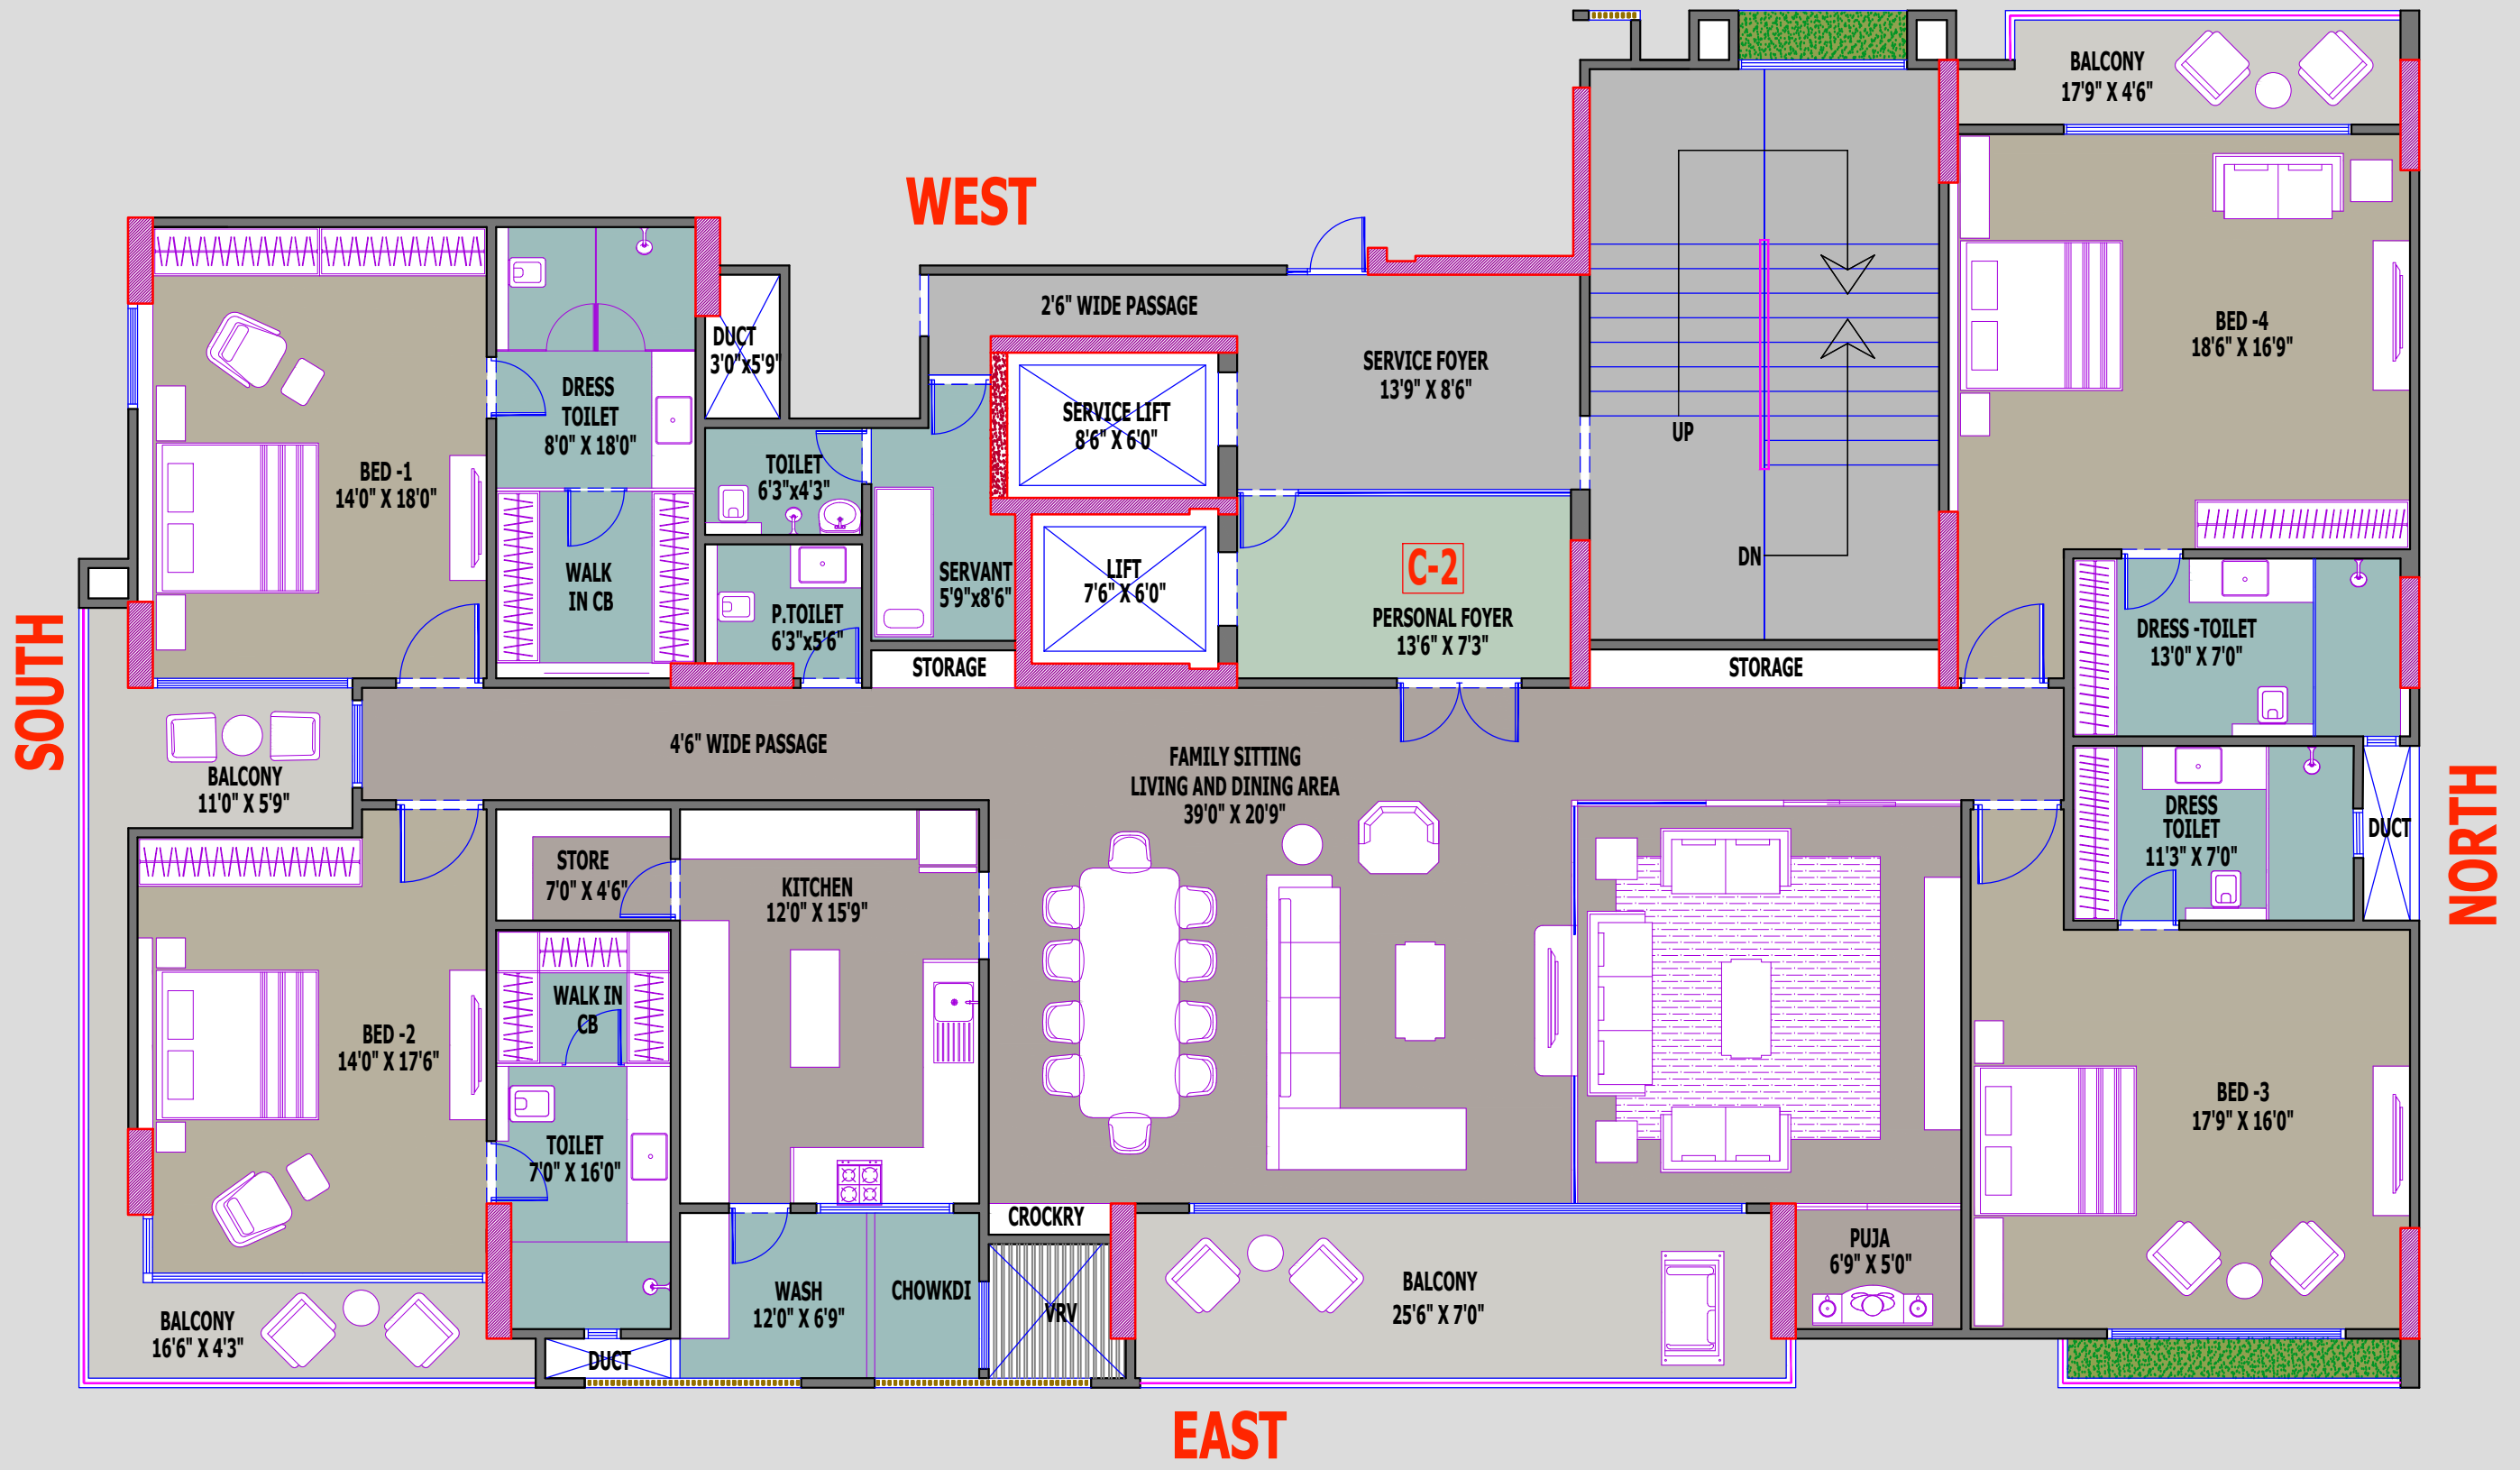 BALCONY
17'9" X 4'6"
WEST
2'6" WIDE PASSAGE
DUCT
3'0"x5'9"
SERVICE FOYER
13'9" X 8'6"
BED -4
18'6" X 16'9"
DRESS
TOILET
8'0" X 18'0"
SERVICE LIFT
8'6" X 6'0"
UP
BED -1
14'0" X 18'0"
TOILET
6'3"x4'3"
WALK
IN CB
SERVANT
5'9"x8'6"
LIFT
7'6" X 6'0"
C-2
DN
P.TOILET
6'3"x5'6"
PERSONAL FOYER
13'6" X 7'3"
DRESS -TOILET
13'0" X 7'0"
STORAGE
STORAGE
SOUTH
4'6" WIDE PASSAGE
FAMILY SITTING
LIVING AND DINING AREA
39'0" X 20'9"
BALCONY
11'0" X 5'9"
DRESS
TOILET
11'3" X 7'0"
DUCT
NORTH
STORE
7'0" X 4'6"
KITCHEN
12'0" X 15'9"
WALK IN
CB
BED -2
14'0" X 17'6"
TOILET
7'0" X 16'0"
BED -3
17'9" X 16'0"
CROCKRY
PUJA
6'9" X 5'0"
WASH
12'0" X 6'9"
CHOWKDI
VRV
BALCONY
25'6" X 7'0"
BALCONY
16'6" X 4'3"
DUCT
EAST